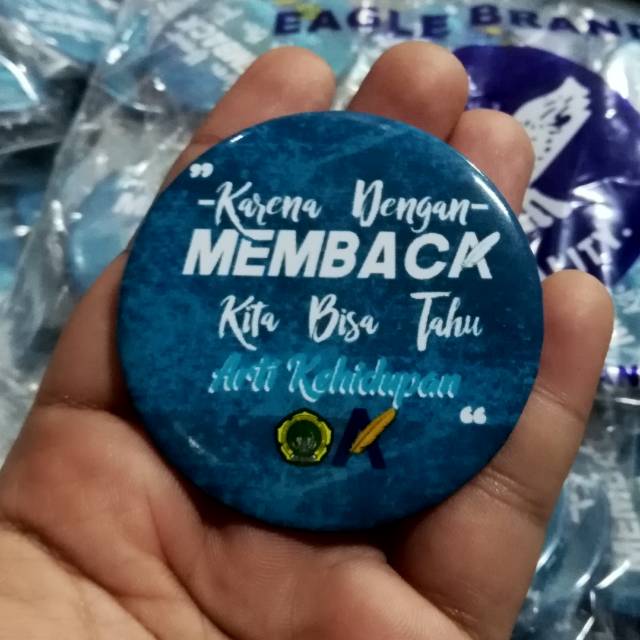 EAGLE BRAND
"
-Karena Dengan-
MEMBACA
Kita Bisa Tahu
Arti Kehidupan
"